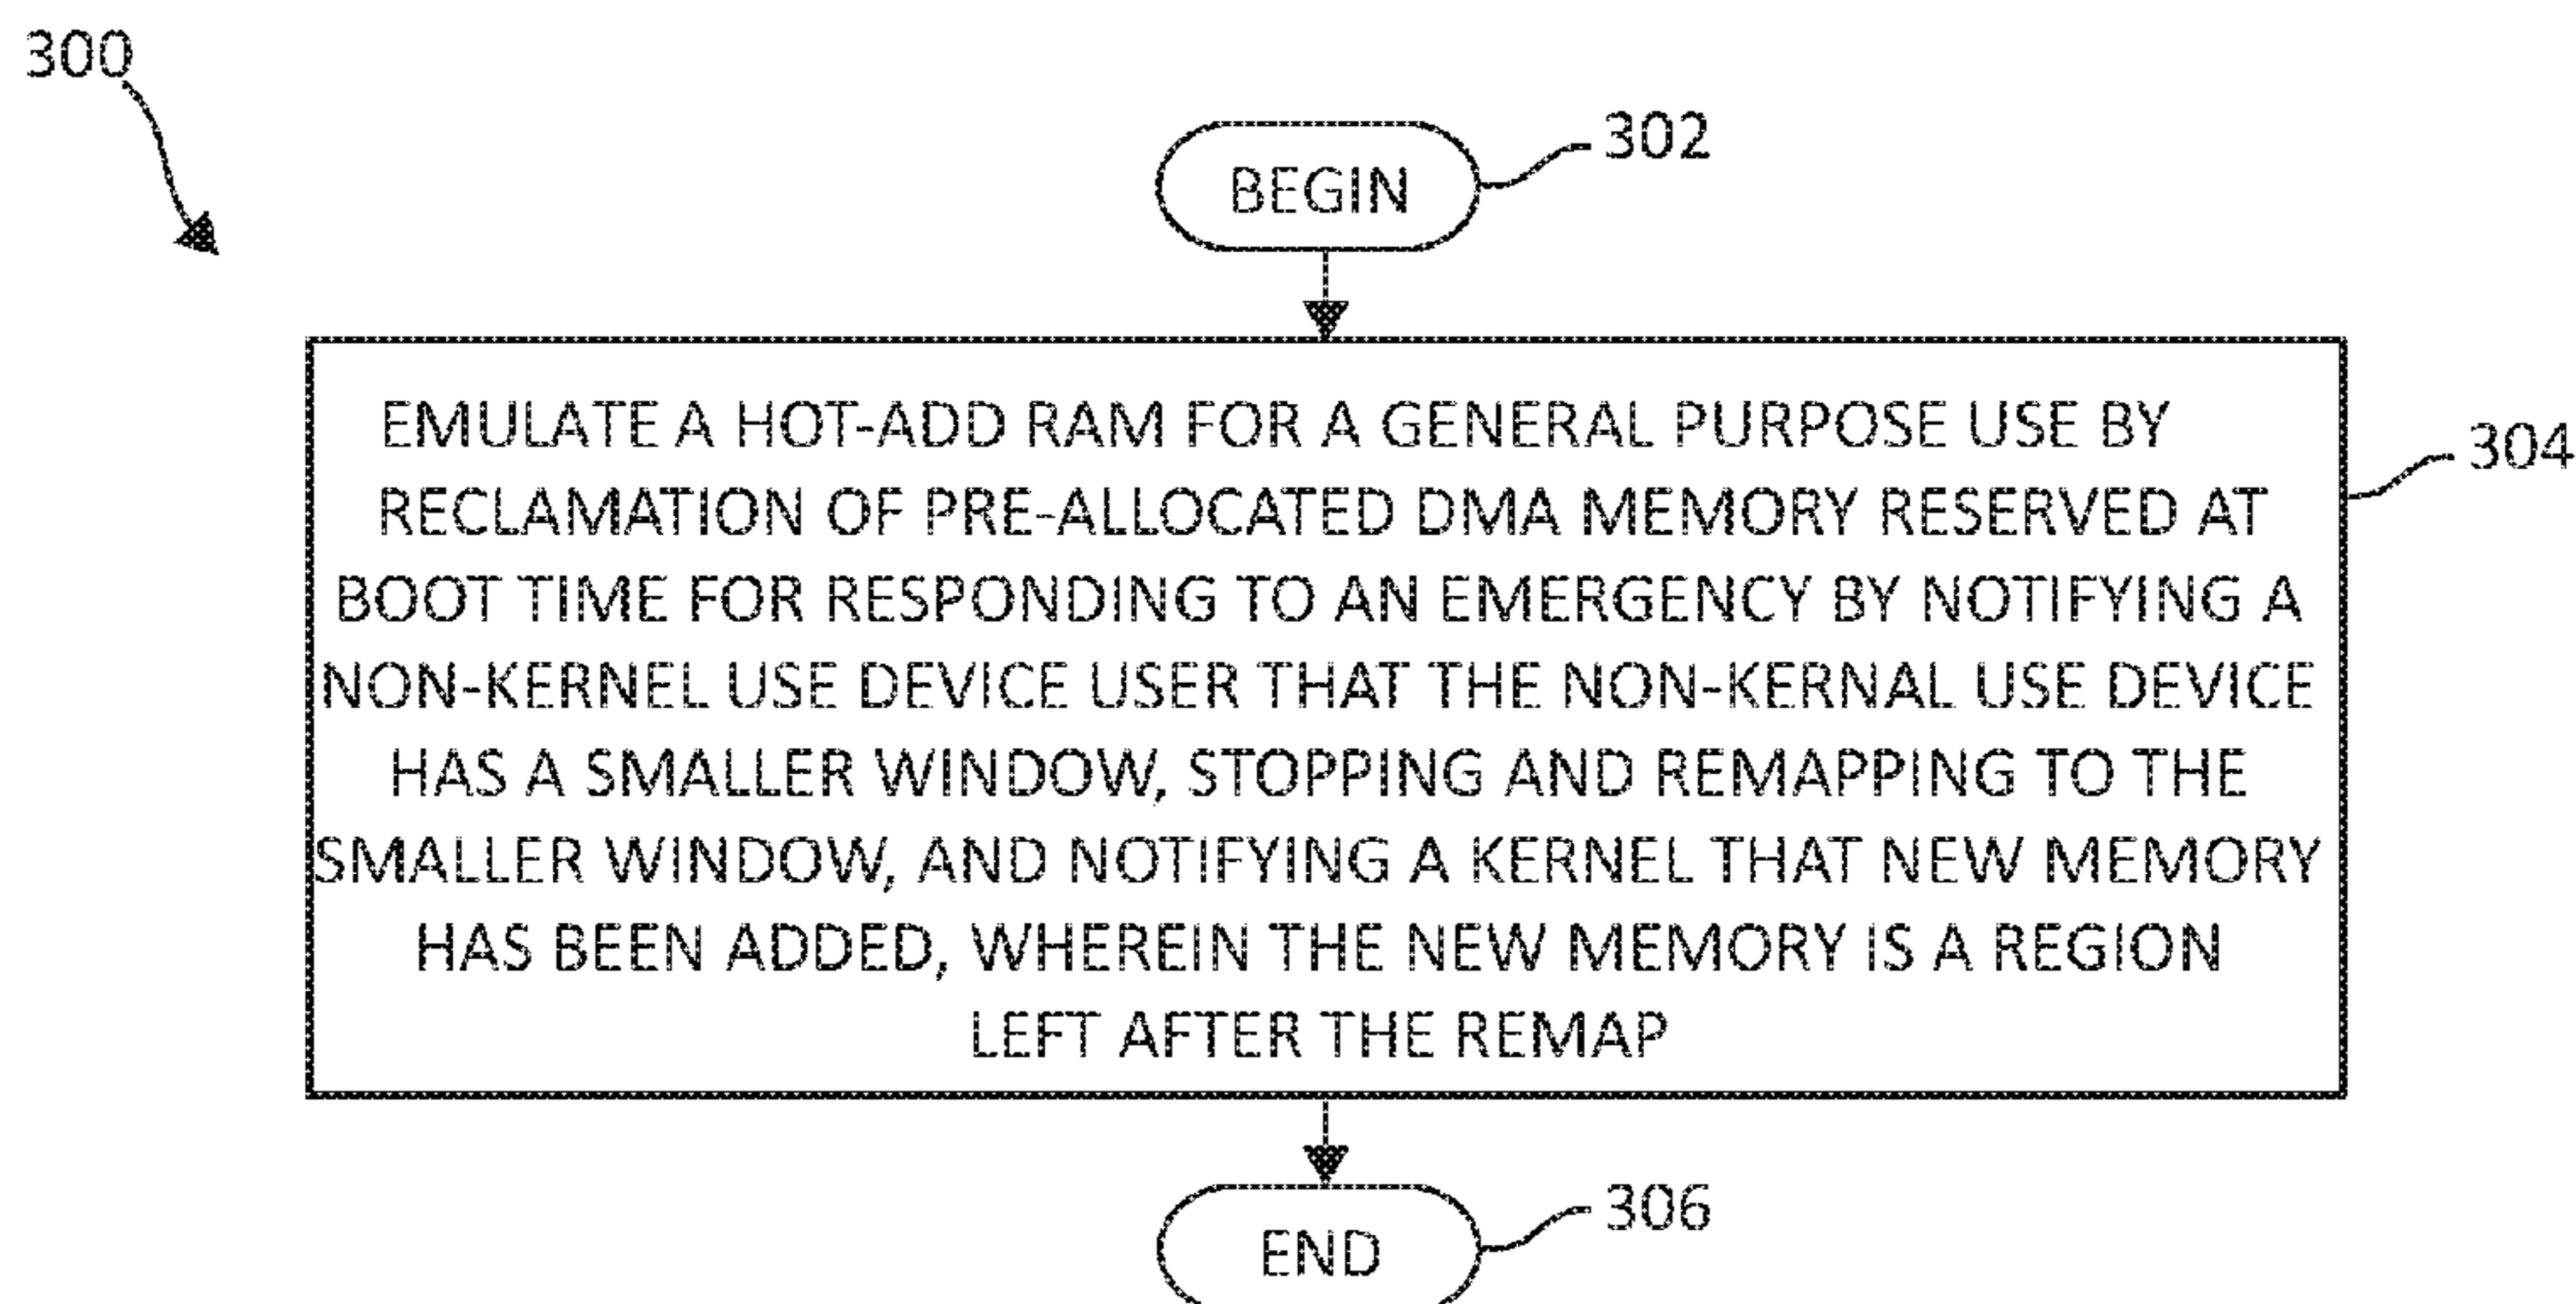 300
302
BEGIN
EMULATE A HOT-ADD RAM FOR A GENERAL PURPOSE USE BY
304
RECLAMATION OF PRE-ALLOCATED DMA MEMORY RESERVED AT
BOOT TIME FOR RESPONDING TO AN EMERGENCY BY NOTIFYING A
NON-KERNEL USE DEVICE USER THAT THE NON-KERNAL USE DEVICE
HAS A SMALLER WINDOW, STOPPING AND REMAPPING TO THE
SMALLER WINDOW, AND NOTIFYING A KERNEL THAT NEW MEMORY
HAS BEEN ADDED, WHEREIN THE NEW MEMORY IS A REGION
LEFT AFTER THE REMAP
306
END